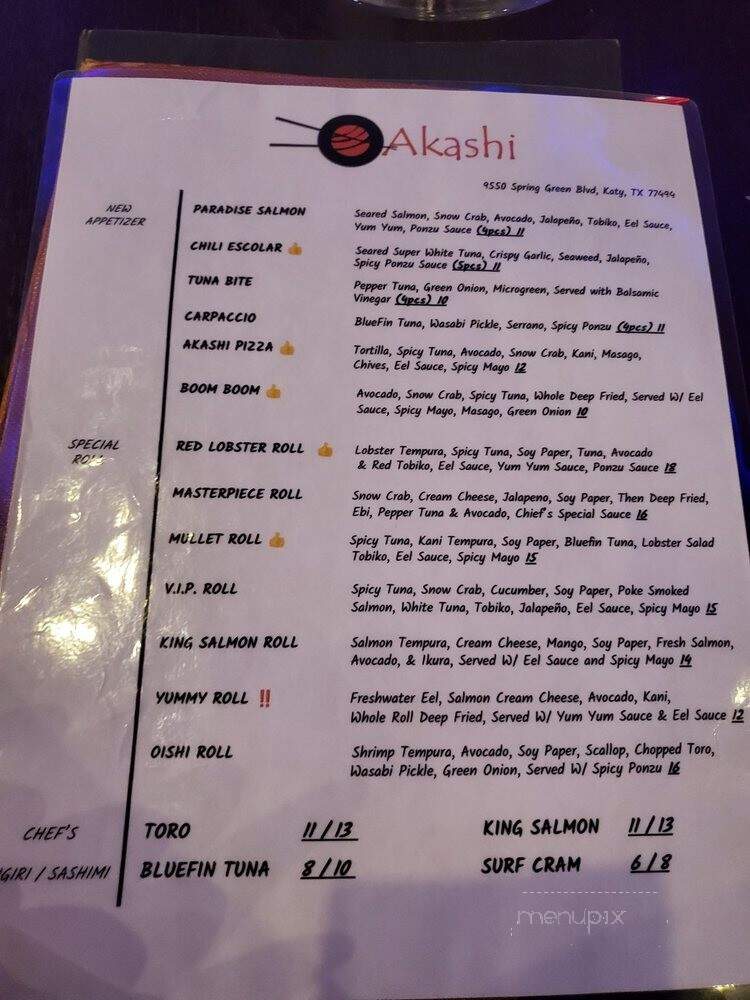 Akashi
9550 Spring Green Blvd, Katy, TX 77494
NEW
APPETIZER
PARADISE SALMON
Seared Salmon, Snow Crab, Avocado, Jalapeño, Tobiko, Eel Sauce,
Yum Yum, Ponzu Sauce (4pcs) 11
CHILI ESCOLAR 👍
Seared Super White Tuna, Crispy Garlic, Seaweed, Jalapeño,
Spicy Ponzu Sauce (5pcs) 11
TUNA BITE
Pepper Tuna, Green Onion, Microgreen, Served with Balsamic
Vinegar (4pcs) 10
CARPACCIO
BlueFin Tuna, Wasabi Pickle, Serrano, Spicy Ponzu (4pcs) 11
AKASHI PIZZA 👍
Tortilla, Spicy Tuna, Avocado, Snow Crab, Kani, Masago,
Chives, Eel Sauce, Spicy Mayo 12
BOOM BOOM 👍
Avocado, Snow Crab, Spicy Tuna, Whole Deep Fried, Served W/ Eel
Sauce, Spicy Mayo, Masago, Green Onion 10
SPECIAL
ROLL
RED LOBSTER ROLL 👍
Lobster Tempura, Spicy Tuna, Soy Paper, Tuna, Avocado
& Red Tobiko, Eel Sauce, Yum Yum Sauce, Ponzu Sauce 18
MASTERPIECE ROLL
Snow Crab, Cream Cheese, Jalapeno, Soy Paper, Then Deep Fried,
Ebi, Pepper Tuna & Avocado, Chief's Special Sauce 16
MULLET ROLL 👍
Spicy Tuna, Kani Tempura, Soy Paper, Bluefin Tuna, Lobster Salad
Tobiko, Eel Sauce, Spicy Mayo 15
V.I.P. ROLL
Spicy Tuna, Snow Crab, Cucumber, Soy Paper, Poke Smoked
Salmon, White Tuna, Tobiko, Jalapeño, Eel Sauce, Spicy Mayo 15
KING SALMON ROLL
Salmon Tempura, Cream Cheese, Mango, Soy Paper, Fresh Salmon,
Avocado, & Ikura, Served W/ Eel Sauce and Spicy Mayo 14
YUMMY ROLL ‼️
Freshwater Eel, Salmon Cream Cheese, Avocado, Kani,
Whole Roll Deep Fried, Served W/ Yum Yum Sauce & Eel Sauce 12
OISHI ROLL
Shrimp Tempura, Avocado, Soy Paper, Scallop, Chopped Toro,
Wasabi Pickle, Green Onion, Served W/ Spicy Ponzu 16
CHEF'S
GIRI / SASHIMI
TORO 11 / 13
KING SALMON 11 / 13
BLUEFIN TUNA 8 / 10
SURF CRAM 6 / 8
menupix